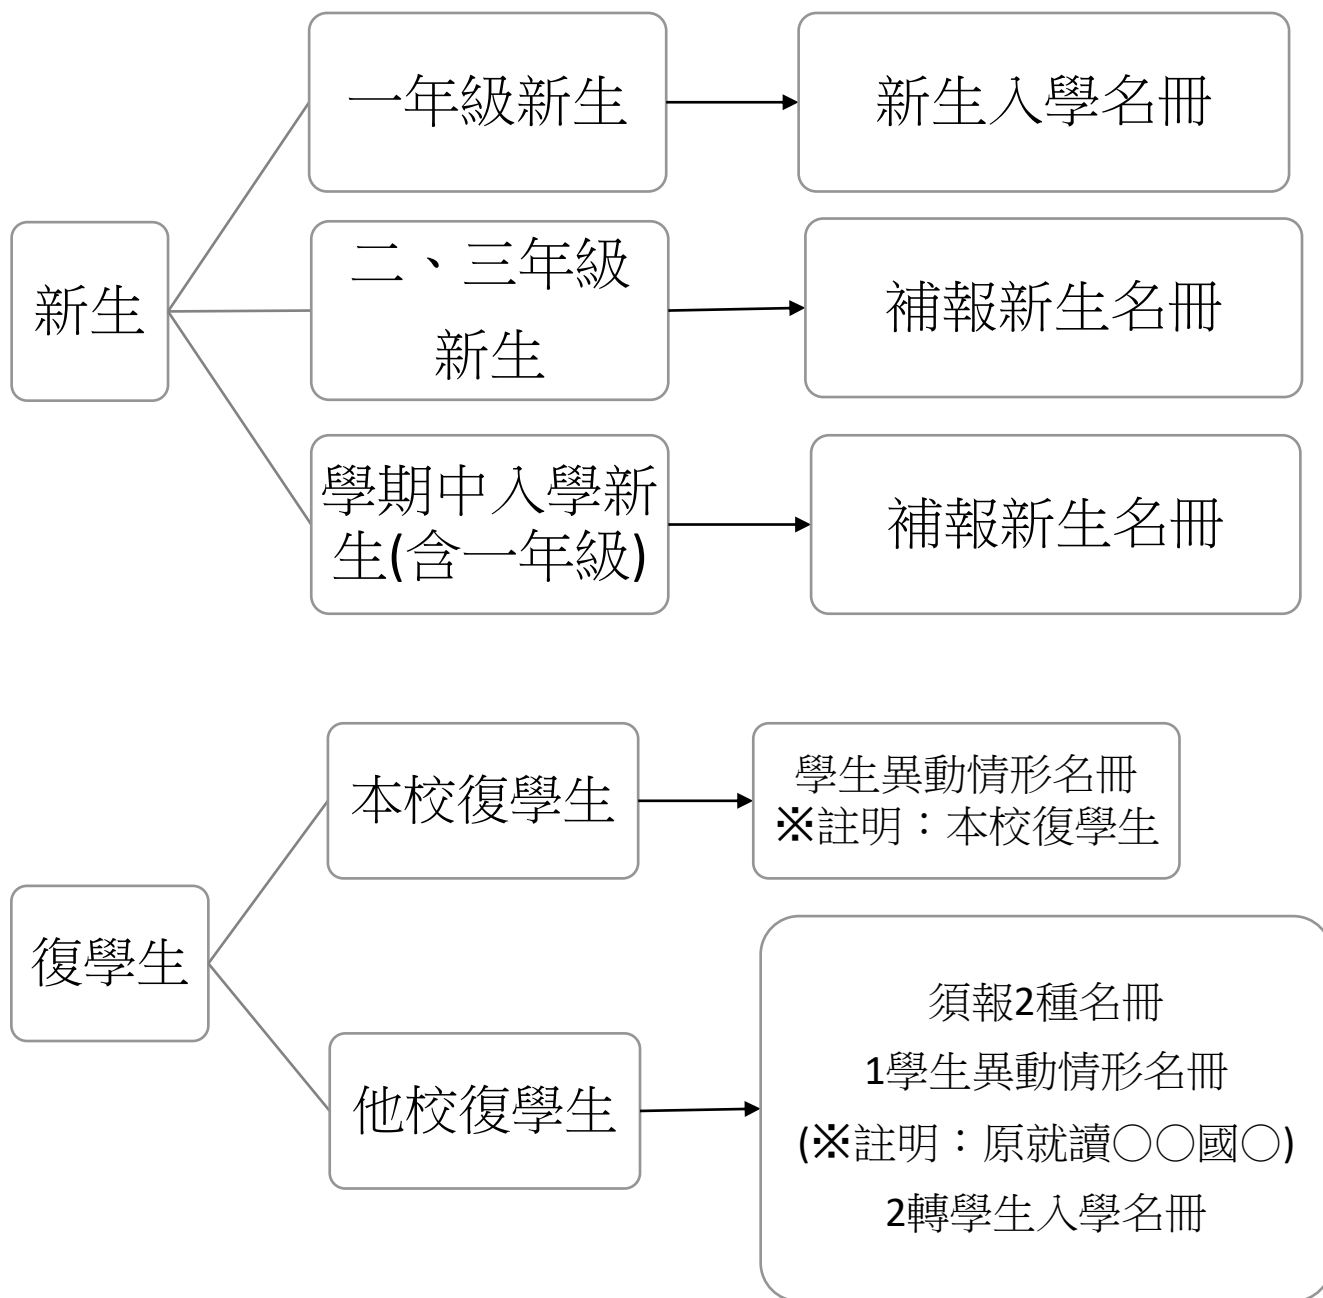 一年級新生
新生入學名冊
新生
二、三年級
新生
補報新生名冊
學期中入學新
生(含一年級)
補報新生名冊
本校復學生
學生異動情形名冊
※註明：本校復學生
復學生
他校復學生
須報2種名冊
1學生異動情形名冊
(※註明：原就讀○○國○)
2轉學生入學名冊